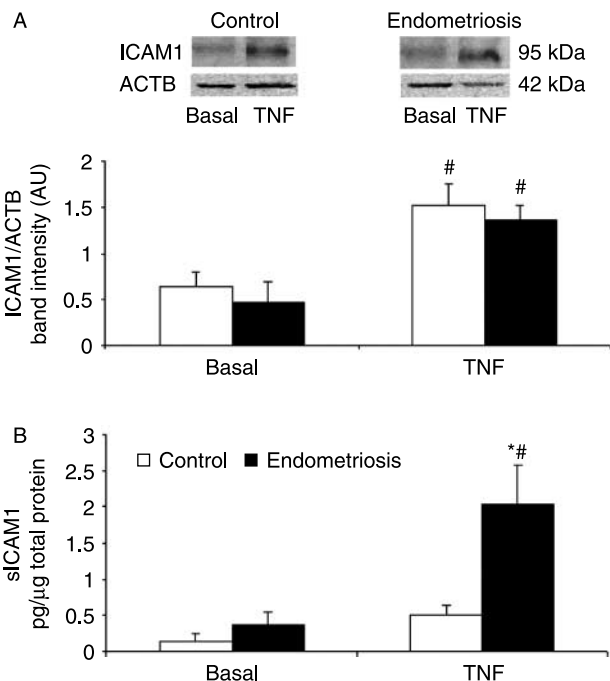 A
Control
Endometriosis
ICAM1
95 kDa
ACTB
42 kDa
Basal TNF
Basal TNF
ICAM1/ACTB
band intensity (AU)
2
1.5
1
0.5
0
#
#
Basal
TNF
B
sICAM1
pg/µg total protein
3
2.5
2
1.5
1
0.5
0
Control
Endometriosis
*#
Basal
TNF